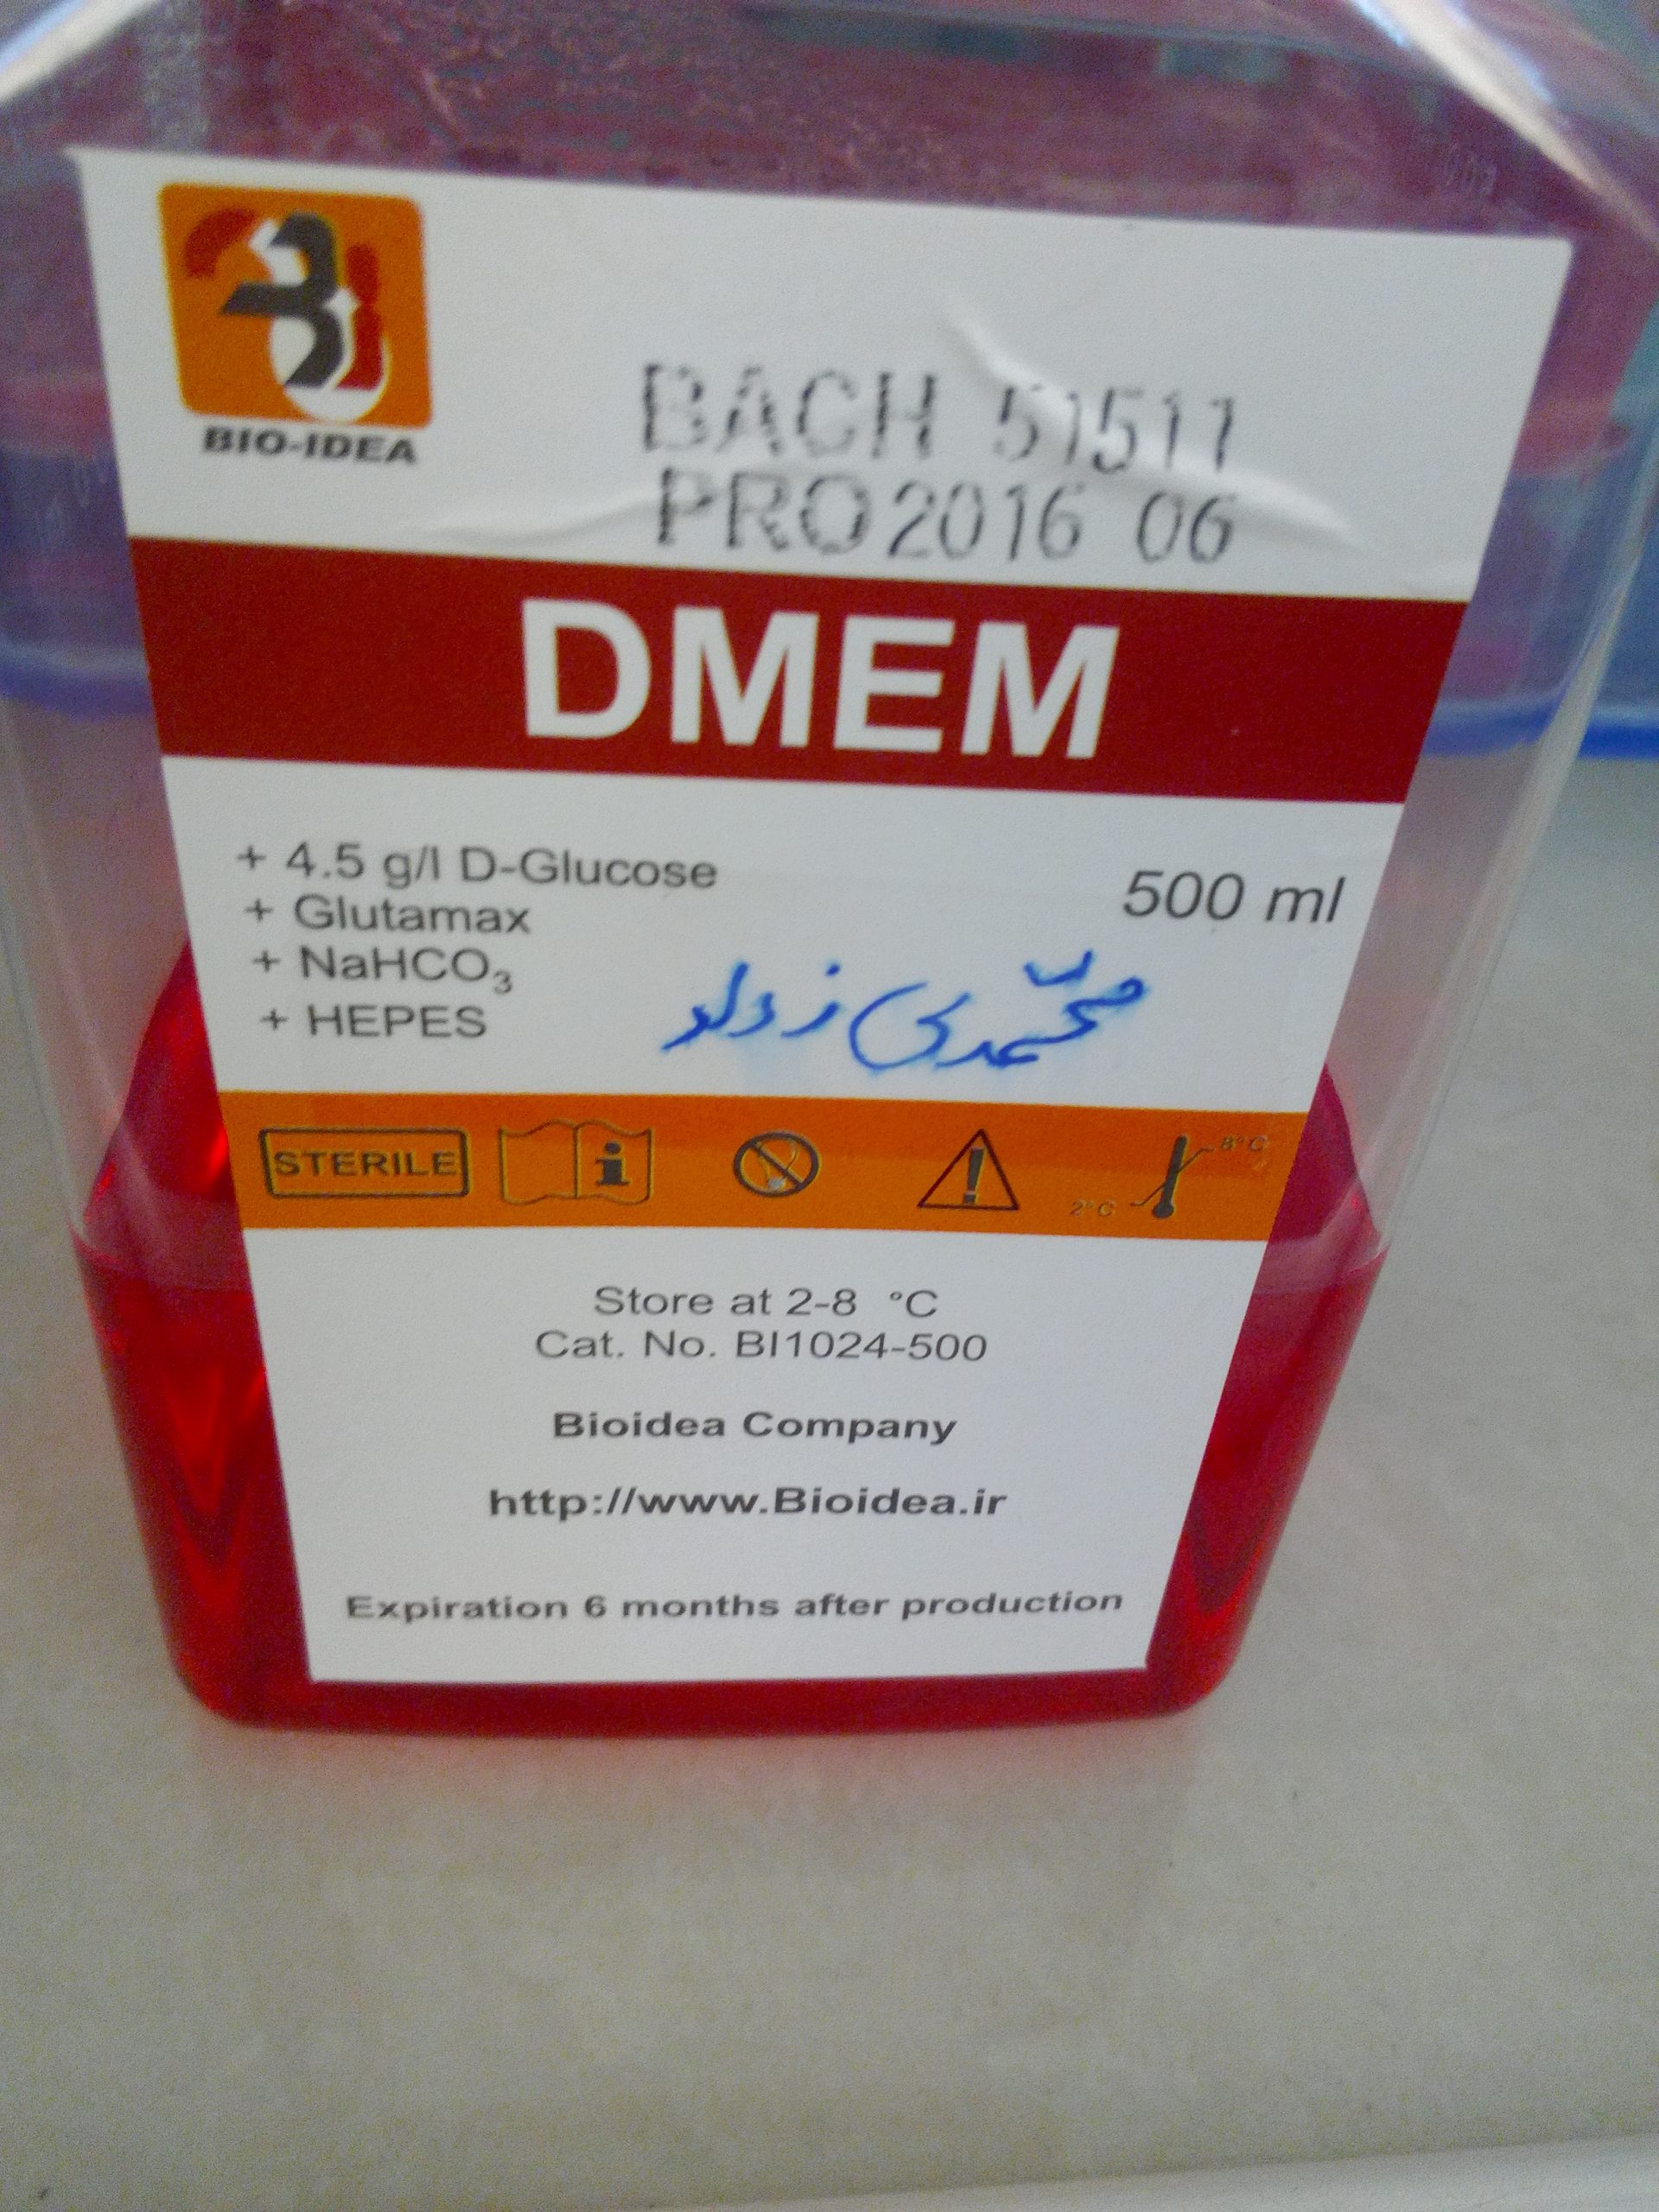 BIO-IDEA
BACH 51511
PRO2016 06
DMEM
+ 4.5 g/l D-Glucose
+ Glutamax
+ NaHCO₃
+ HEPES
500 ml
محمدی زولو
STERILE
i
!
8°C
2°C
Store at 2-8 °C
Cat. No. BI1024-500
Bioidea Company
http://www.Bioidea.ir
Expiration 6 months after production